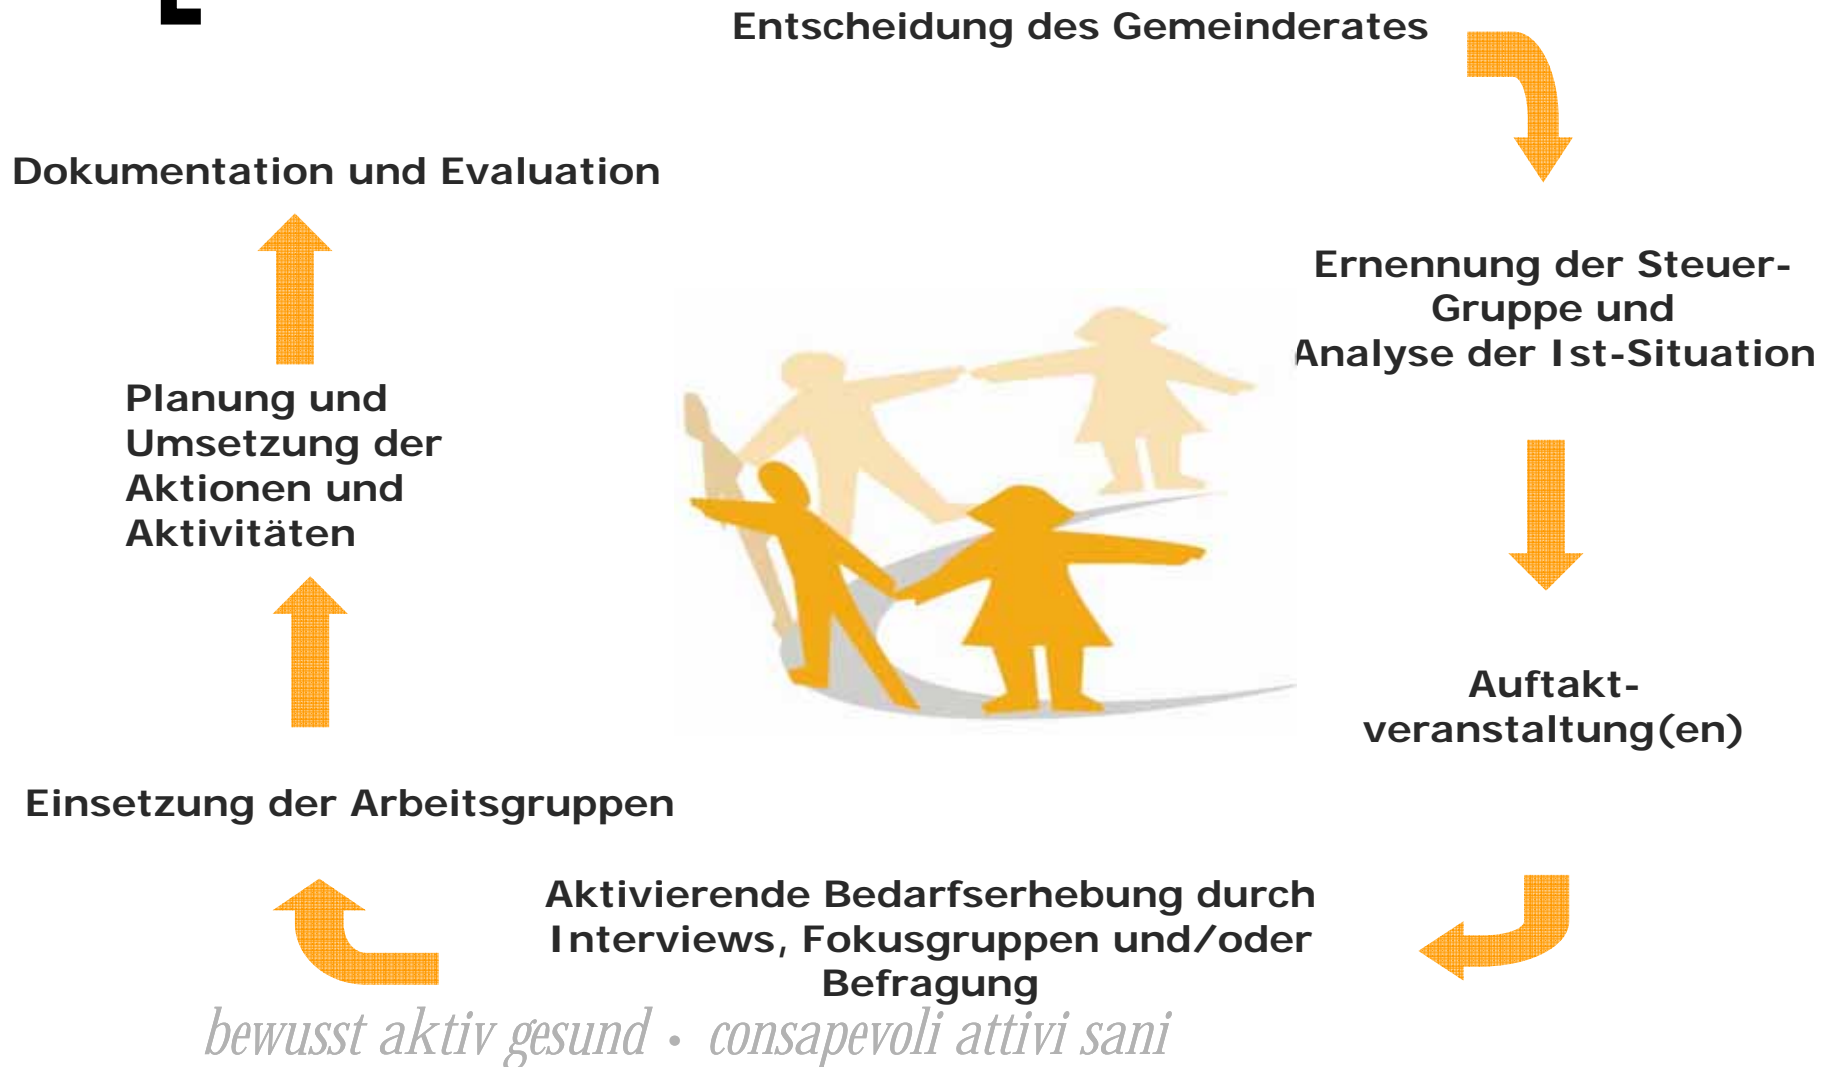 Entscheidung des Gemeinderates
Ernennung der Steuer-
Gruppe und
Analyse der Ist-Situation
Auftakt-
veranstaltung(en)
Aktivierende Bedarfserhebung durch
Interviews, Fokusgruppen und/oder
Befragung
Einsetzung der Arbeitsgruppen
Planung und
Umsetzung der
Aktionen und
Aktivitäten
Dokumentation und Evaluation
bewusst aktiv gesund • consapevoli attivi sani